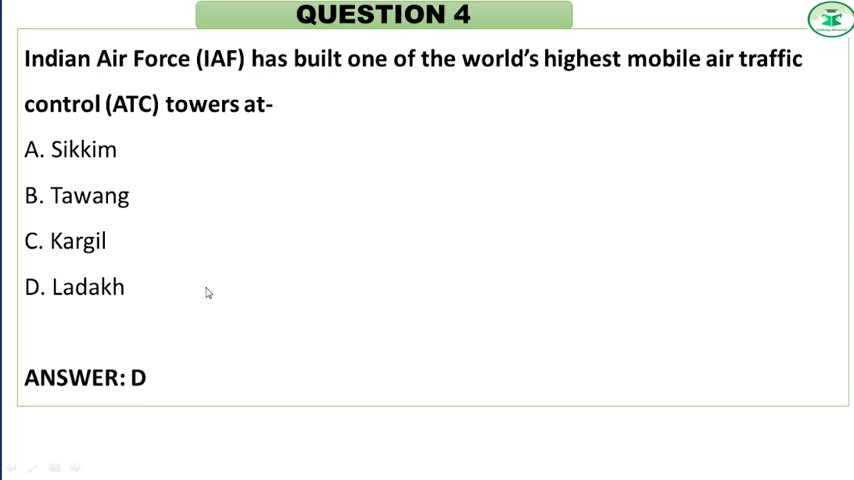 QUESTION 4
Indian Air Force (IAF) has built one of the world’s highest mobile air traffic
control (ATC) towers at-
A. Sikkim
B. Tawang
C. Kargil
D. Ladakh
ANSWER: D